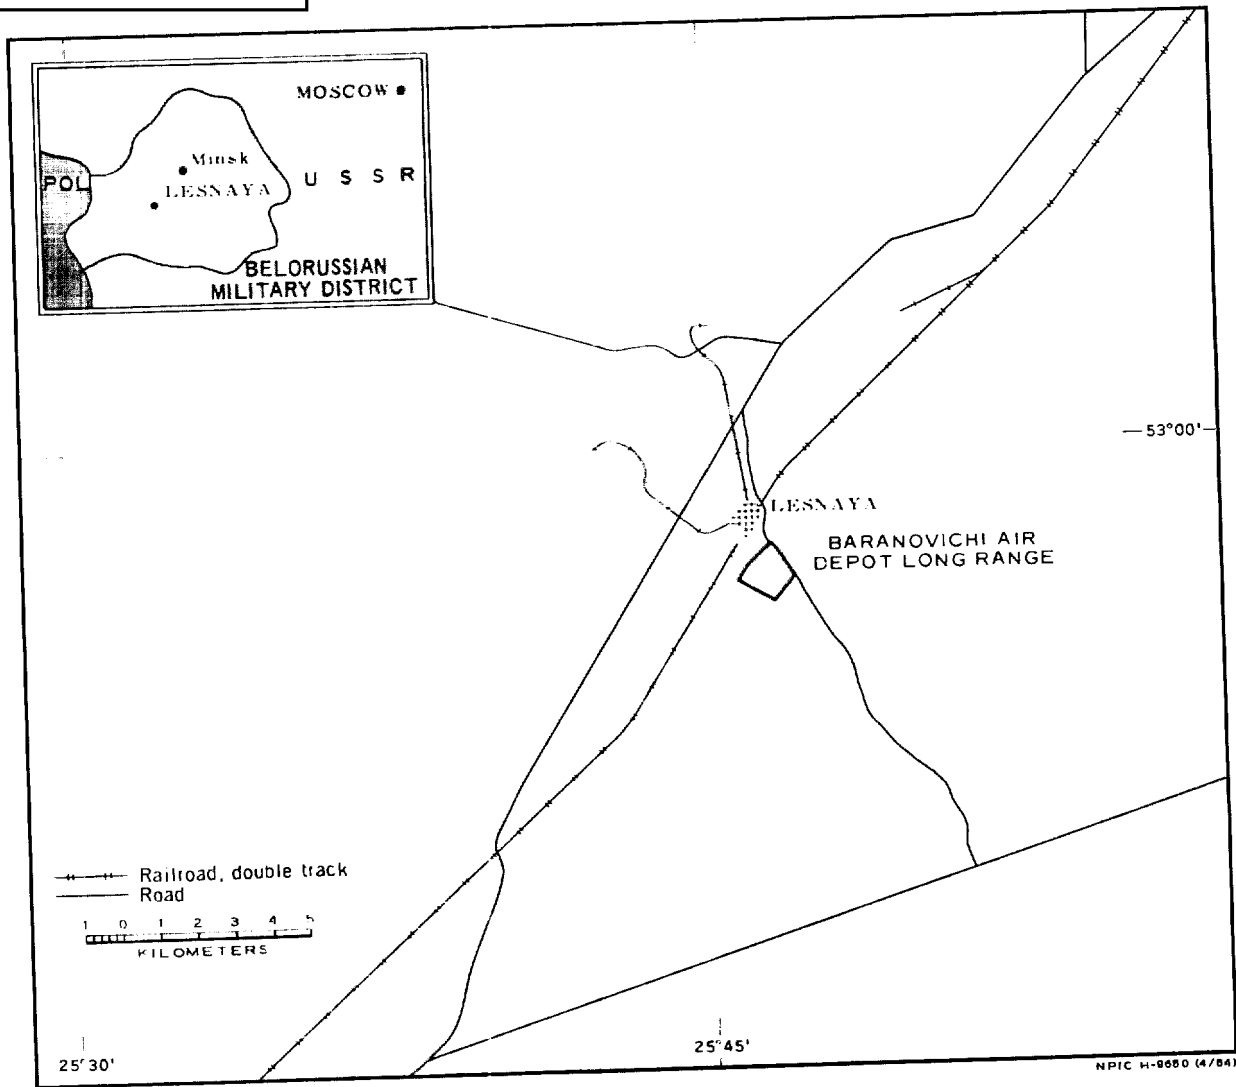 MOSCOW
Minsk
POL
LESNAYA
U S S R
BELORUSSIAN
MILITARY DISTRICT
53°00'
LESNAYA
BARANOVICHI AIR
DEPOT LONG RANGE
Railroad, double track
Road
1 0 1 2 3 4 5
KILOMETERS
25°30'
25°45'
NPIC H-9680 (4/84)